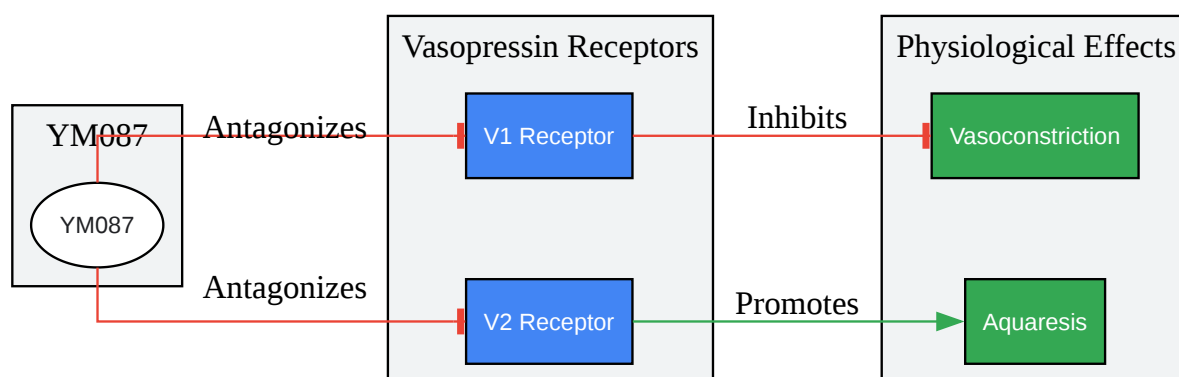 Vasopressin Receptors
Physiological Effects
YM087
Antagonizes
V1 Receptor
Inhibits
Vasoconstriction
YM087
Antagonizes
V2 Receptor
Promotes
Aquaresis